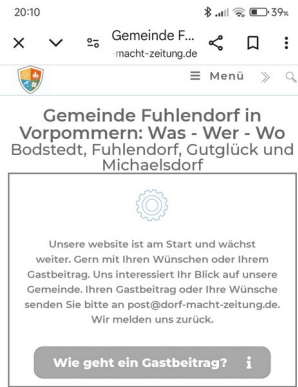 20:10
39%
Gemeinde F...
macht-zeitung.de
Menü
Gemeinde Fuhlendorf in
Vorpommern: Was - Wer - Wo
Bodstedt, Fuhlendorf, Gutglück und
Michaelsdorf
Unsere website ist am Start und wächst
weiter. Gern mit Ihren Wünschen oder Ihrem
Gastbeitrag. Uns interessiert Ihr Blick auf unsere
Gemeinde. Ihren Gastbeitrag oder Ihre Wünsche
senden Sie bitte an post@dorf-macht-zeitung.de.
Wir melden uns zurück.
Wie geht ein Gastbeitrag? i